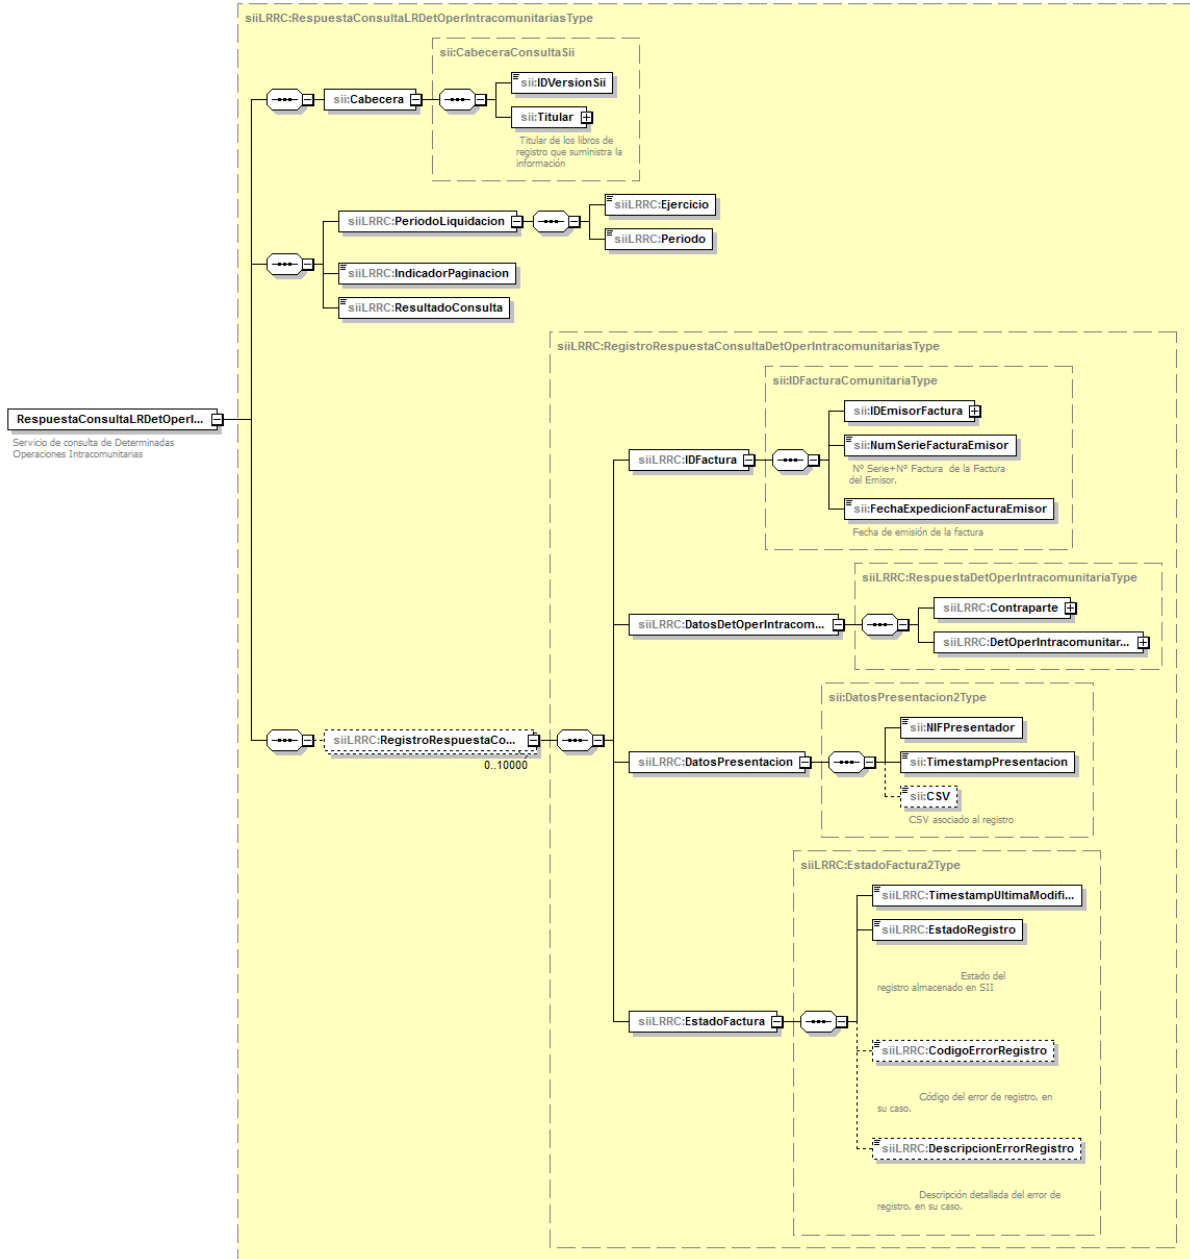 siiLRRC:RespuestaConsultaLRDetOperIntracomunitariasType
sii:CabeceraConsultaSii
sii:IDVersionSii
sii:Cabecera
sii:Titular
Titular de los libros de
registro que suministra la
información
siiLRRC:PeriodoLiquidacion
siiLRRC:Ejercicio
siiLRRC:Periodo
siiLRRC:IndicadorPaginacion
siiLRRC:ResultadoConsulta
siiLRRC:RegistroRespuestaConsultaDetOperIntracomunitariasType
sii:IDFacturaComunitariaType
RespuestaConsultaLRDetOperI...
Servicio de consulta de Determinadas
Operaciones Intracomunitarias
sii:IDEmisorFactura
siiLRRC:IDFactura
sii:NumSerieFacturaEmisor
Nº Serie+Nº Factura de la Factura
del Emisor.
sii:FechaExpedicionFacturaEmisor
Fecha de emisión de la factura
siiLRRC:RespuestaDetOperIntracomunitariaType
siiLRRC:Contraparte
siiLRRC:DatosDetOperIntracom...
siiLRRC:DetOperIntracomunitar...
sii:DatosPresentacion2Type
siiLRRC:RegistroRespuestaCo...
0..10000
sii:NIFPresentador
siiLRRC:DatosPresentacion
sii:TimestampPresentacion
sii:CSV
CSV asociado al registro
siiLRRC:EstadoFactura2Type
siiLRRC:TimestampUltimaModifi...
siiLRRC:EstadoRegistro
Estado del
registro almacenado en SII
siiLRRC:EstadoFactura
siiLRRC:CodigoErrorRegistro
Código del error de registro, en
su caso.
siiLRRC:DescripcionErrorRegistro
Descripción detallada del error de
registro, en su caso.